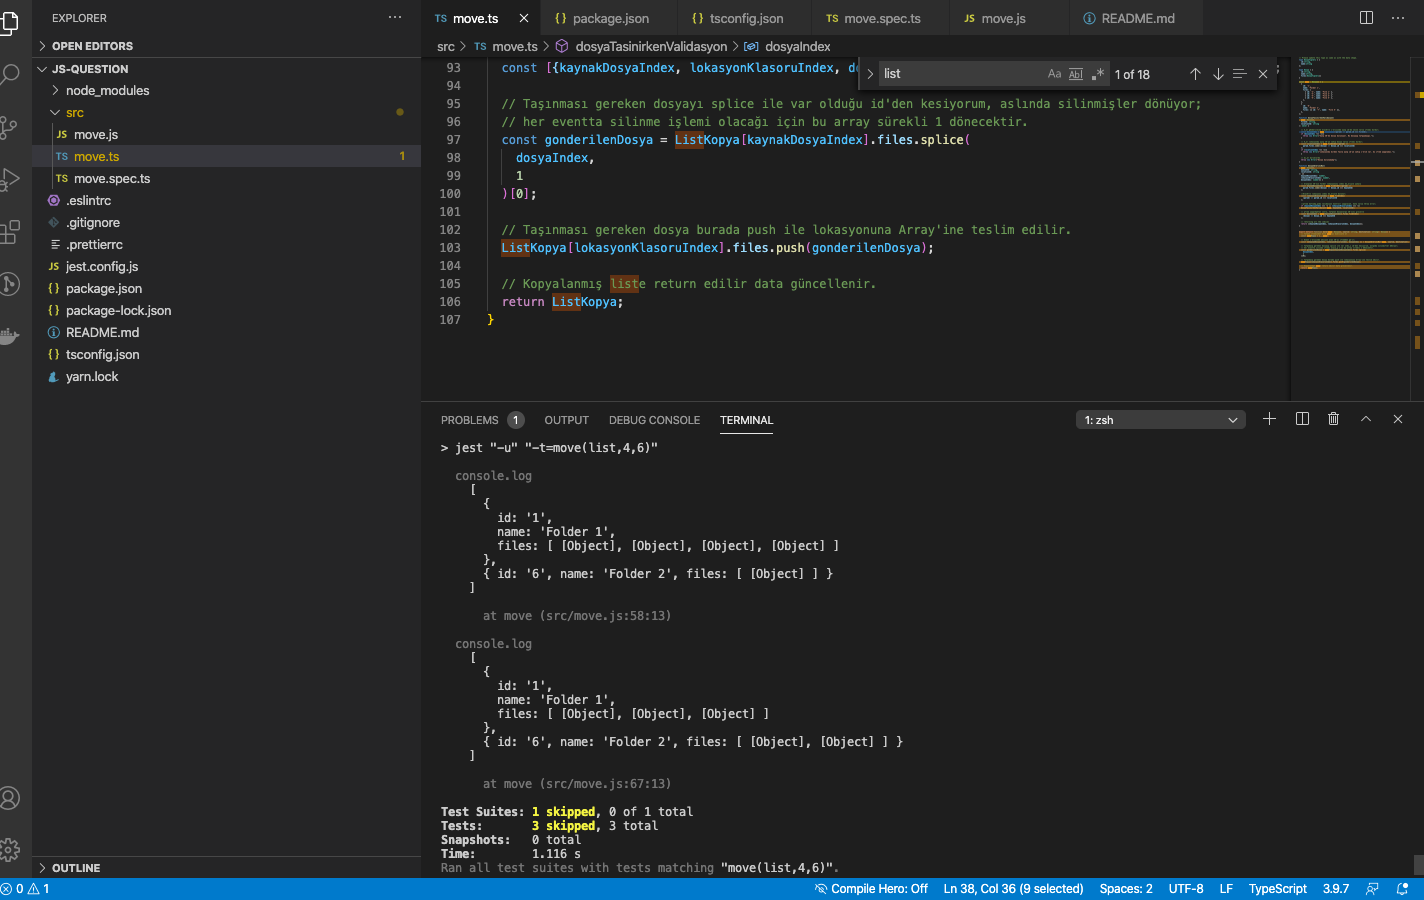 EXPLORER
OPEN EDITORS
JS-QUESTION
node_modules
src
JS move.js
TS move.ts 1
TS move.spec.ts
.eslintrc
.gitignore
.prettierrc
JS jest.config.js
{} package.json
{} package-lock.json
README.md
{} tsconfig.json
yarn.lock
OUTLINE
TS move.ts
{} package.json
{} tsconfig.json
TS move.spec.ts
JS move.js
README.md
src > TS move.ts > dosyaTasinirkenValidasyon > dosyaIndex
list Aa Abl .* 1 of 18
93 const [{kaynakDosyaIndex, lokasyonKlasoruIndex,
94
95 // Taşınması gereken dosyayı splice ile var olduğu id'den kesiyorum, aslında silinmişler dönüyor;
96 // her eventta silinme işlemi olacağı için bu array sürekli 1 dönecektir.
97 const gonderilenDosya = ListKopya[kaynakDosyaIndex].files.splice(
98 dosyaIndex,
99 1
100 )[0];
101
102 // Taşınması gereken dosya burada push ile lokasyonuna Array'ine teslim edilir.
103 ListKopya[lokasyonKlasoruIndex].files.push(gonderilenDosya);
104
105 // Kopyalanmış liste return edilir data güncellenir.
106 return ListKopya;
107 }
PROBLEMS 1 OUTPUT DEBUG CONSOLE TERMINAL 1: zsh
> jest "-u" "-t=move(list,4,6)"
console.log
[
{
id: '1',
name: 'Folder 1',
files: [ [Object], [Object], [Object], [Object] ]
},
{ id: '6', name: 'Folder 2', files: [ [Object] ] }
]
at move (src/move.js:58:13)
console.log
[
{
id: '1',
name: 'Folder 1',
files: [ [Object], [Object], [Object] ]
},
{ id: '6', name: 'Folder 2', files: [ [Object], [Object] ] }
]
at move (src/move.js:67:13)
Test Suites: 1 skipped, 0 of 1 total
Tests: 3 skipped, 3 total
Snapshots: 0 total
Time: 1.116 s
Ran all test suites with tests matching "move(list,4,6)".
0 1 Compile Hero: Off Ln 38, Col 36 (9 selected) Spaces: 2 UTF-8 LF TypeScript 3.9.7